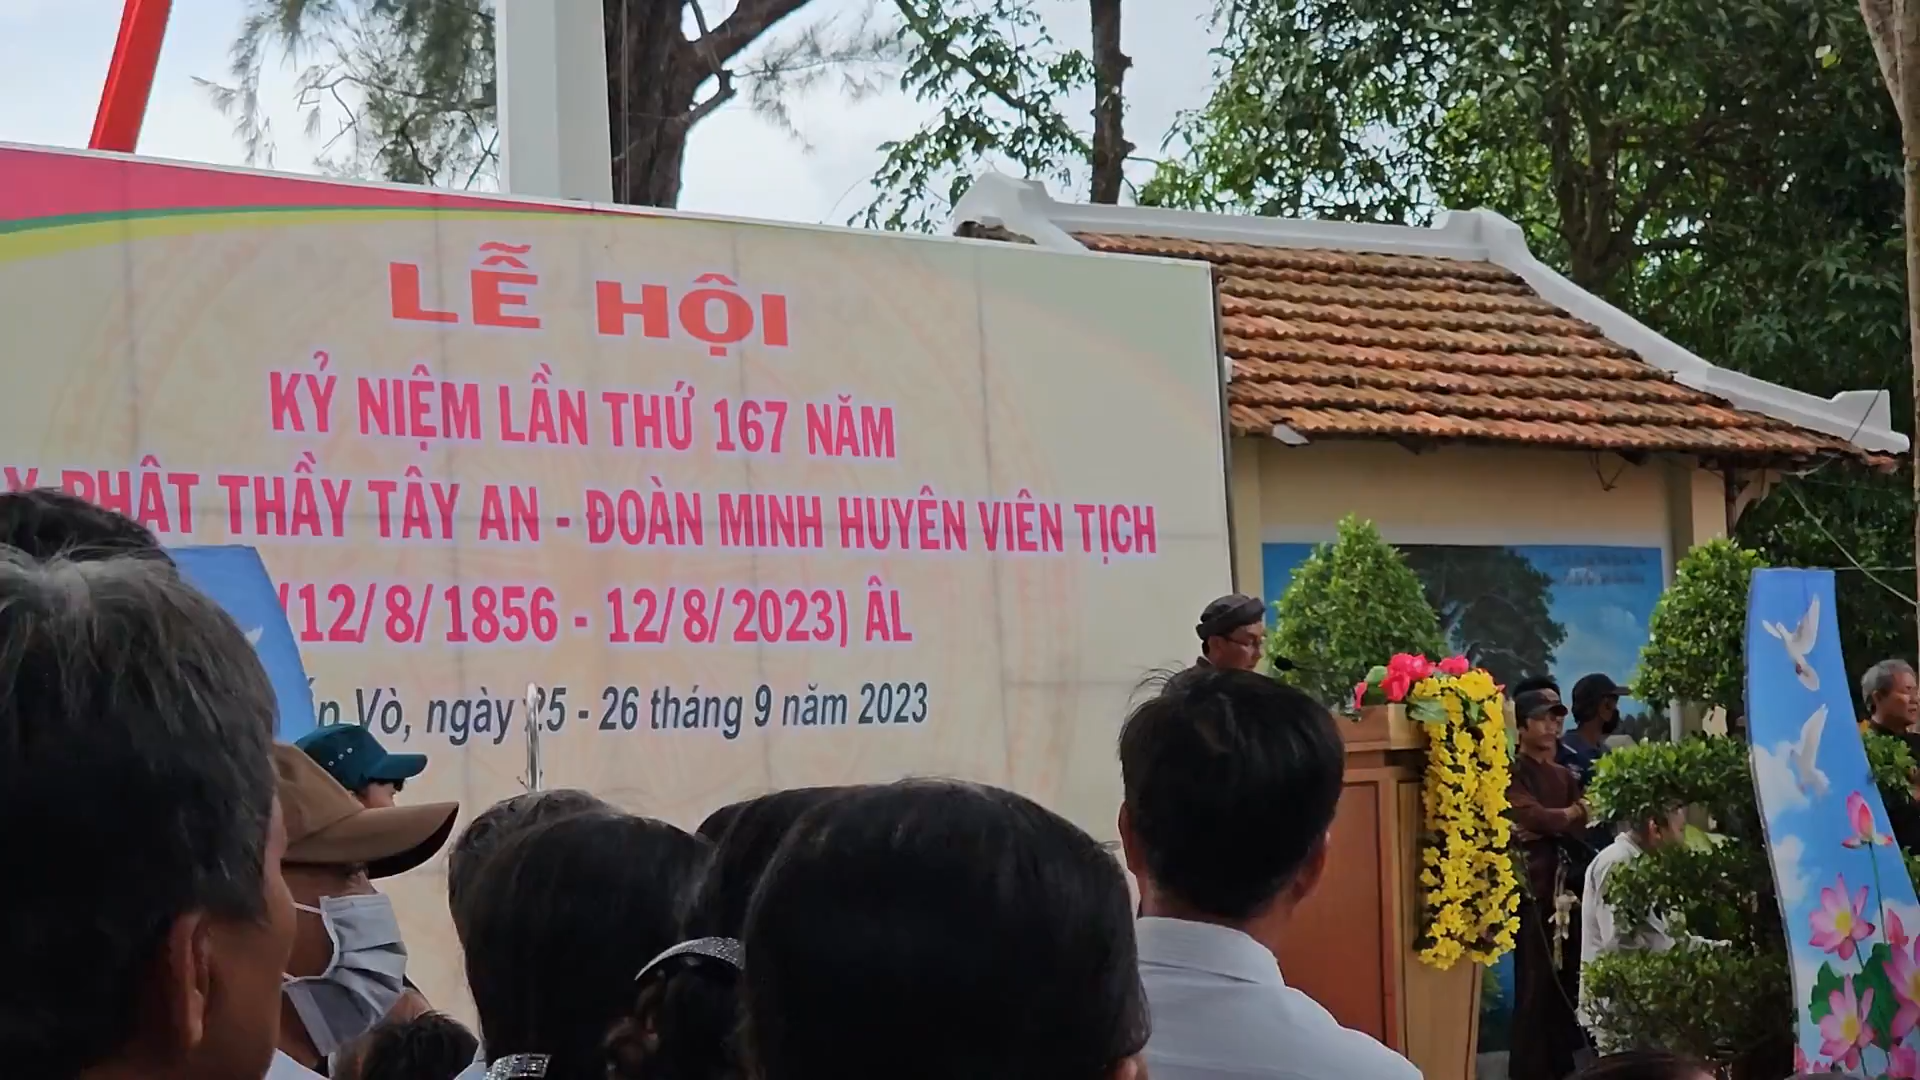 LỄ HỘI
KỶ NIỆM LẦN THỨ 167 NĂM
PHẬT THẦY TÂY AN - ĐOÀN MINH HUYÊN VIÊN TỊCH
(12/8/1856 - 12/8/2023) ÂL
Vò, ngày 25 - 26 tháng 9 năm 2023